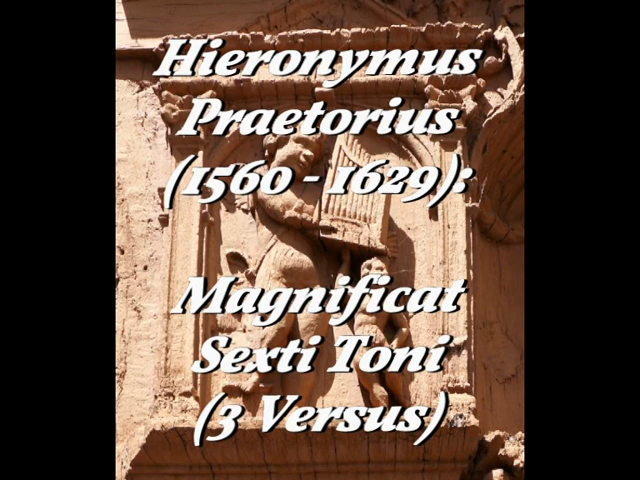 Hieronymus
Praetorius
(1560 - 1629):
Magnificat
Sexti Toni
(3 Versus)